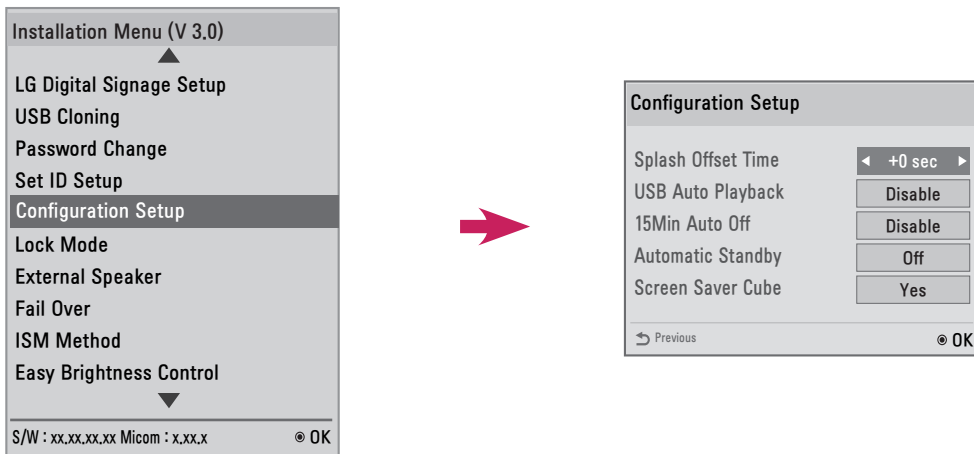 Installation Menu (V 3.0)
LG Digital Signage Setup
USB Cloning
Password Change
Set ID Setup
Configuration Setup
Lock Mode
External Speaker
Fail Over
ISM Method
Easy Brightness Control
S/W : xx.xx.xx.xx Micom : x.xx.x ◉ OK
Configuration Setup
Splash Offset Time ◀ +0 sec ▶
USB Auto Playback Disable
15Min Auto Off Disable
Automatic Standby Off
Screen Saver Cube Yes
Previous ◉ OK